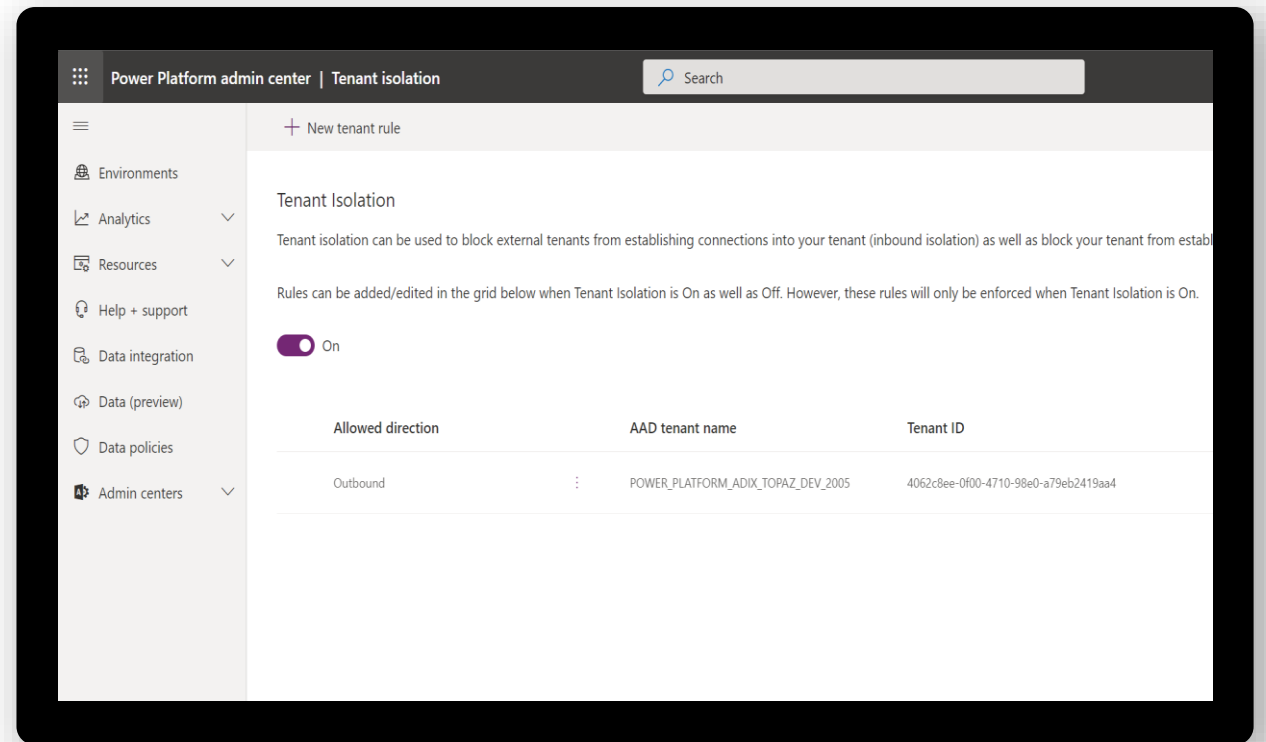 Power Platform admin center | Tenant isolation
Search
New tenant rule
Environments
Analytics
Resources
Help + support
Data integration
Data (preview)
Data policies
Admin centers
Tenant Isolation
Tenant isolation can be used to block external tenants from establishing connections into your tenant (inbound isolation) as well as block your tenant from establ
Rules can be added/edited in the grid below when Tenant Isolation is On as well as Off. However, these rules will only be enforced when Tenant Isolation is On.
On
Allowed direction AAD tenant name Tenant ID
Outbound POWER_PLATFORM_ADIX_TOPAZ_DEV_2005 4062c8ee-0f00-4710-98e0-a79eb2419aa4